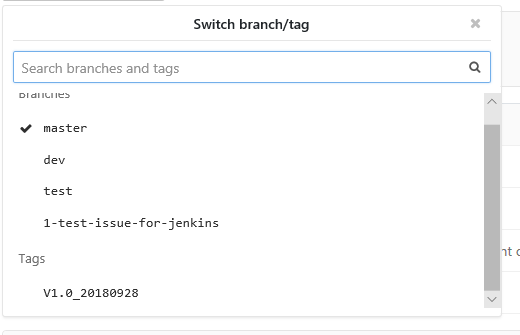 Switch branch/tag
Search branches and tags
Branches
master
dev
test
1-test-issue-for-jenkins
Tags
V1.0_20180928